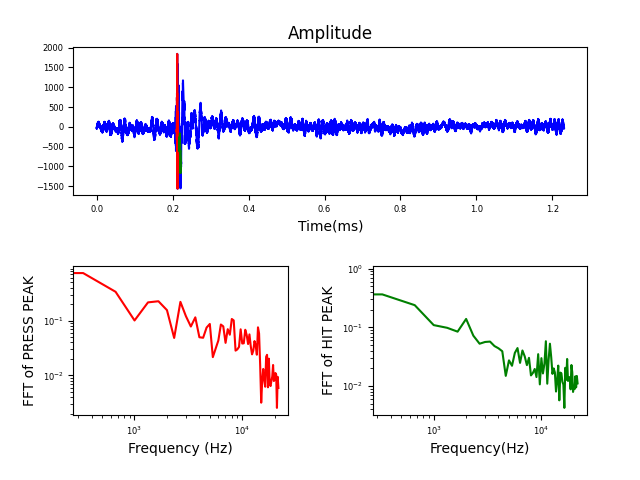 Amplitude
2000
1500
1000
500
0
−500
−1000
−1500
0.0 0.2 0.4 0.6 0.8 1.0 1.2
Time(ms)
FFT of PRESS PEAK
10⁻¹
10⁻²
10³ 10⁴
Frequency (Hz)
FFT of HIT PEAK
10⁰
10⁻¹
10⁻²
10³ 10⁴
Frequency(Hz)